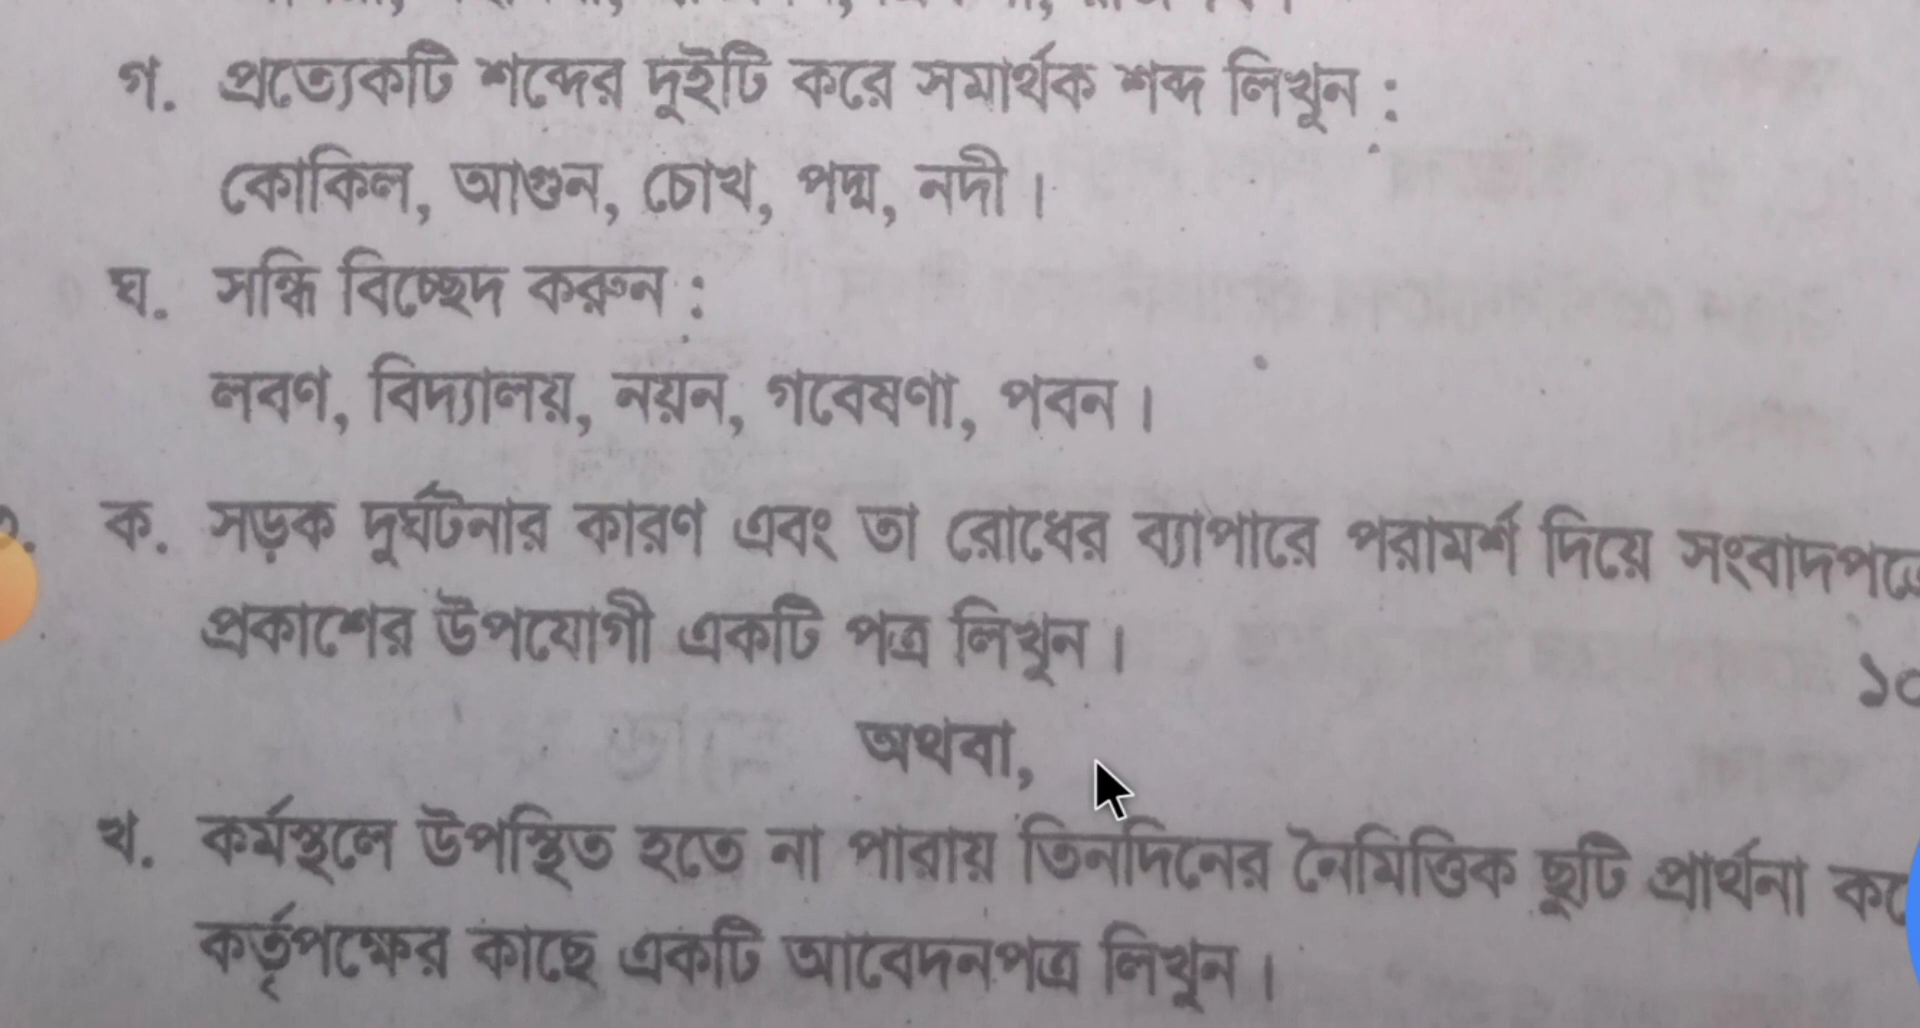 গ. প্রত্যেকটি শব্দের দুইটি করে সমার্থক শব্দ লিখুন :
কোকিল, আগুন, চোখ, পদ্ম, নদী।
ঘ. সন্ধি বিচ্ছেদ করুন :
লবণ, বিদ্যালয়, নয়ন, গবেষণা, পবন।
ক. সড়ক দুর্ঘটনার কারণ এবং তা রোধের ব্যাপারে পরামর্শ দিয়ে
প্রকাশের উপযোগী একটি পত্র লিখুন।
১০
অথবা,
খ. কর্মস্থলে উপস্থিত হতে না পারায় তিনদিনের নৈমিত্তিক ছুটি প্রার্থনা
কর্তৃপক্ষের কাছে একটি আবেদনপত্র লিখুন।